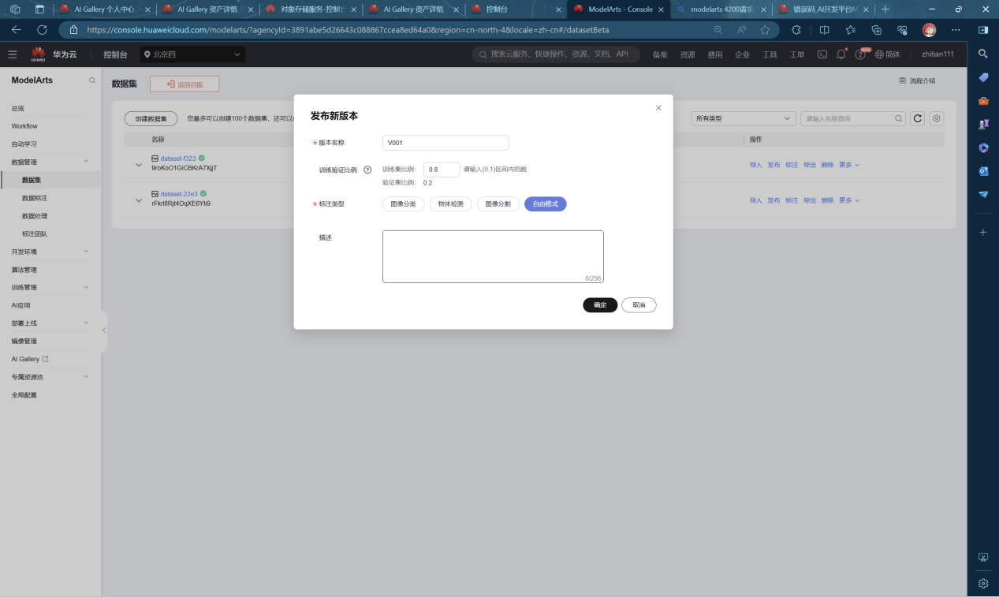 AI Gallery 个人中心
AI Gallery 资产详情
对象存储服务-控制台
AI Gallery 资产详情
控制台
ModelArts - Console
modelarts 4200请求
错误码_AI开发平台M
https://console.huaweicloud.com/modelarts/?agencyId=3891abe5d26643c088867ccea8ed64a0&region=cn-north-4&locale=zh-cn#/datasetBeta
HUAWEI
华为云
控制台
北京四
搜索云服务、快捷操作、资源、文档、API
备案 资源 费用 企业 工具 工单
NEW
简体
zhitian111
ModelArts
总览
Workflow
自动学习
数据管理
数据集
数据标注
数据处理
标注团队
开发环境
算法管理
训练管理
AI应用
部署上线
镜像管理
AI Gallery
专属资源池
全局配置
数据集
返回旧版
流程介绍
创建数据集
您最多可以创建100个数据集，还可以
所有类型
请输入名称查询
名称
操作
dataset-f323
9roKoO1GiCBKrA7XjjT
导入 发布 标注 导出 删除 更多
dataset-22e3
rFkrl8Rjt4OqXE6Yti9
导入 发布 标注 导出 删除 更多
发布新版本
* 版本名称
V001
训练验证比例
训练集比例： 0.8 请输入(0,1)区间内的数
验证集比例： 0.2
* 标注类型
图像分类 物体检测 图像分割 自由格式
描述
0/256
确定 取消